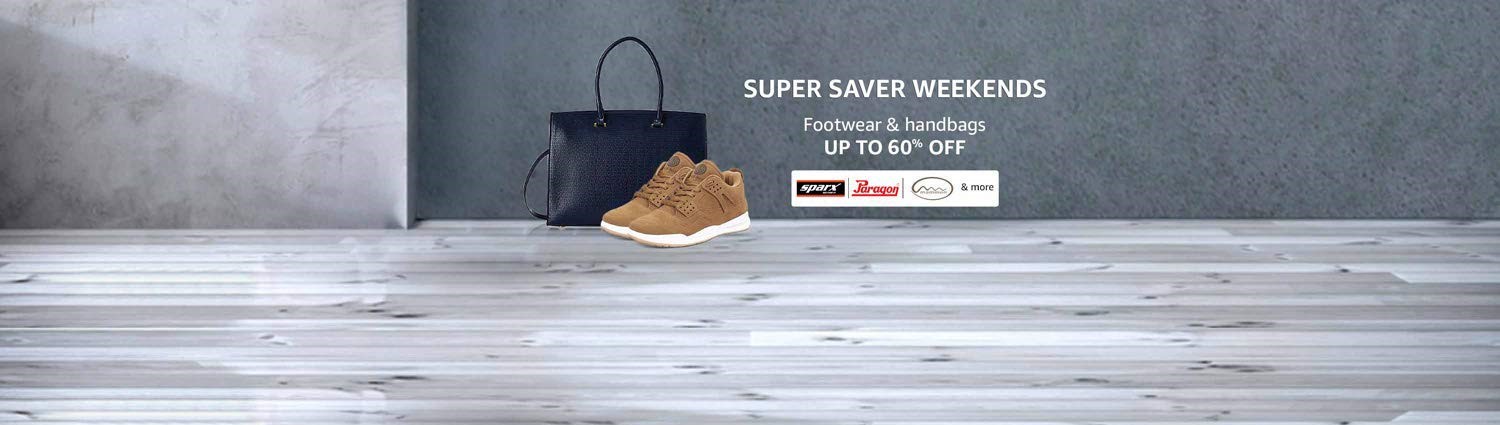 SUPER SAVER WEEKENDS
Footwear & handbags
UP TO 60% OFF
sparx
Paragon
& more